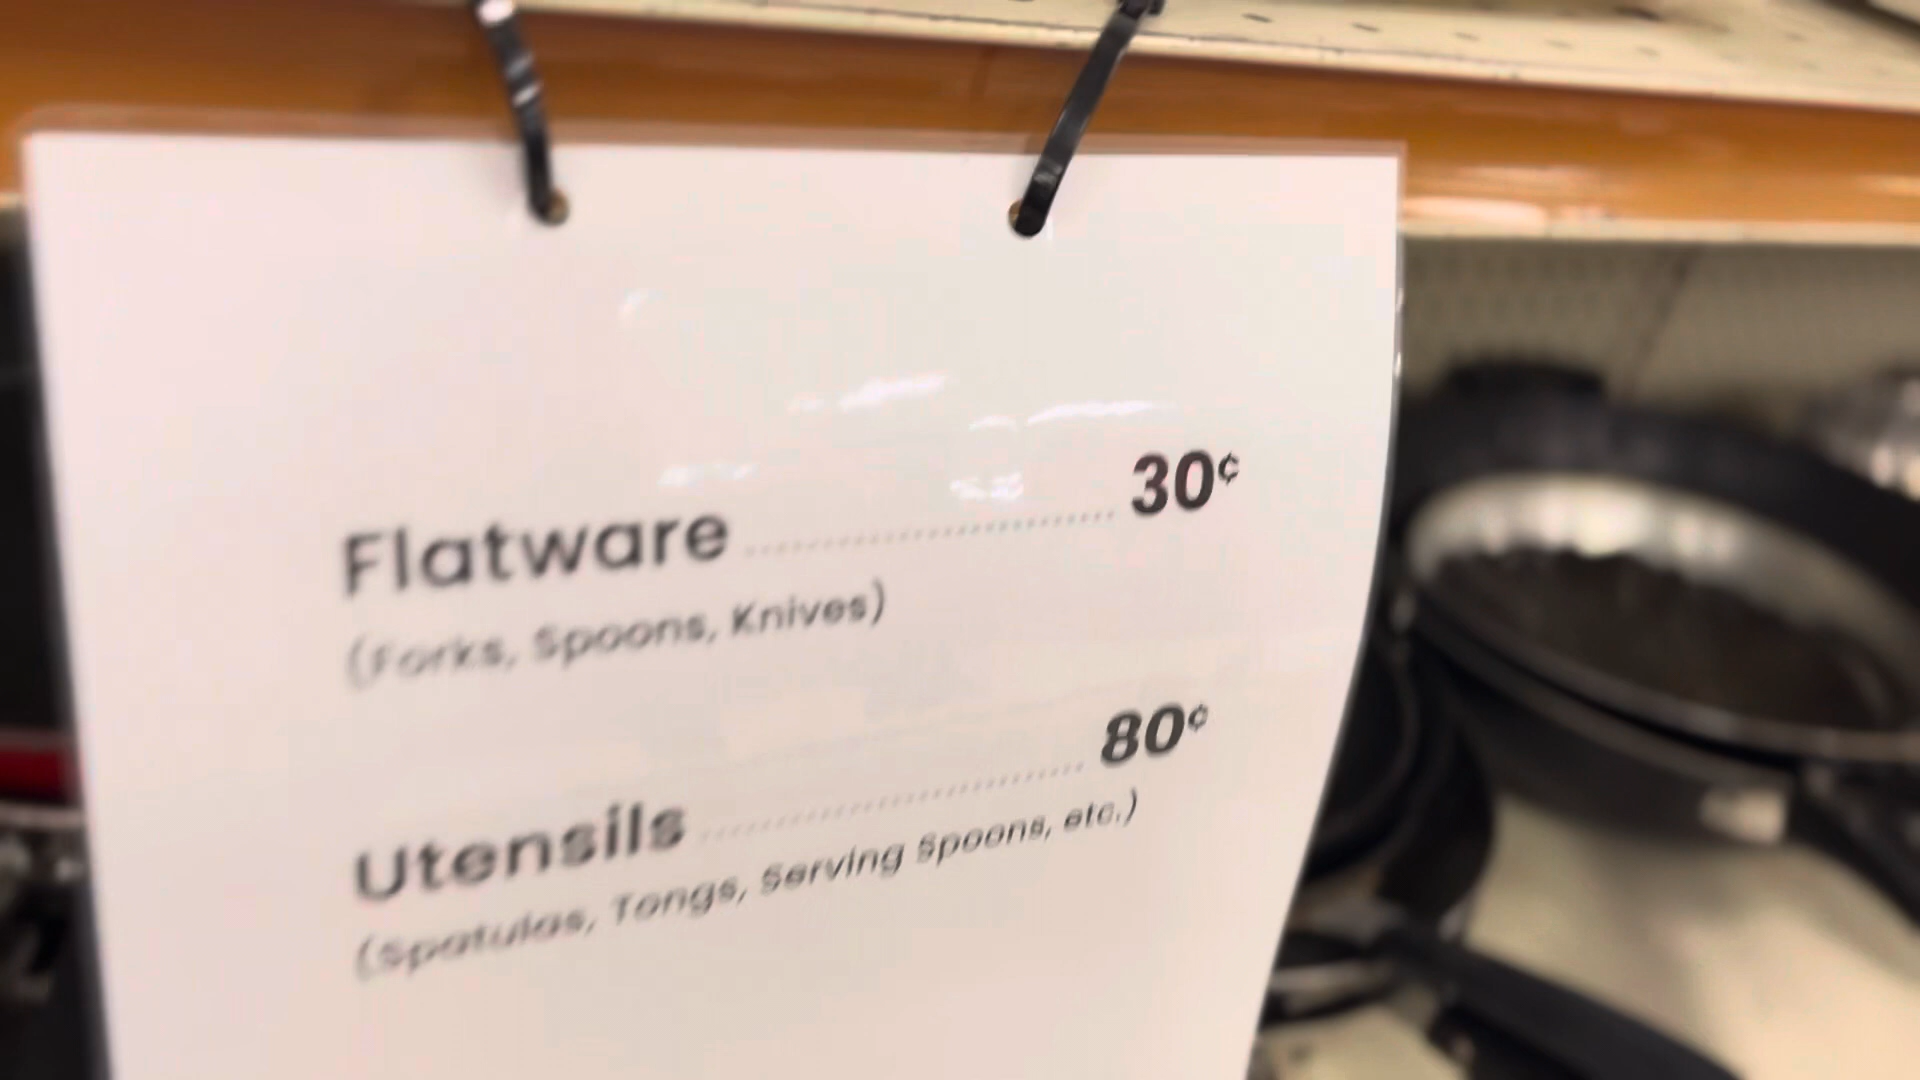 Flatware ........................ 30¢
(Forks, Spoons, Knives)
Utensils ........................ 80¢
(Spatulas, Tongs, Serving Spoons, etc.)